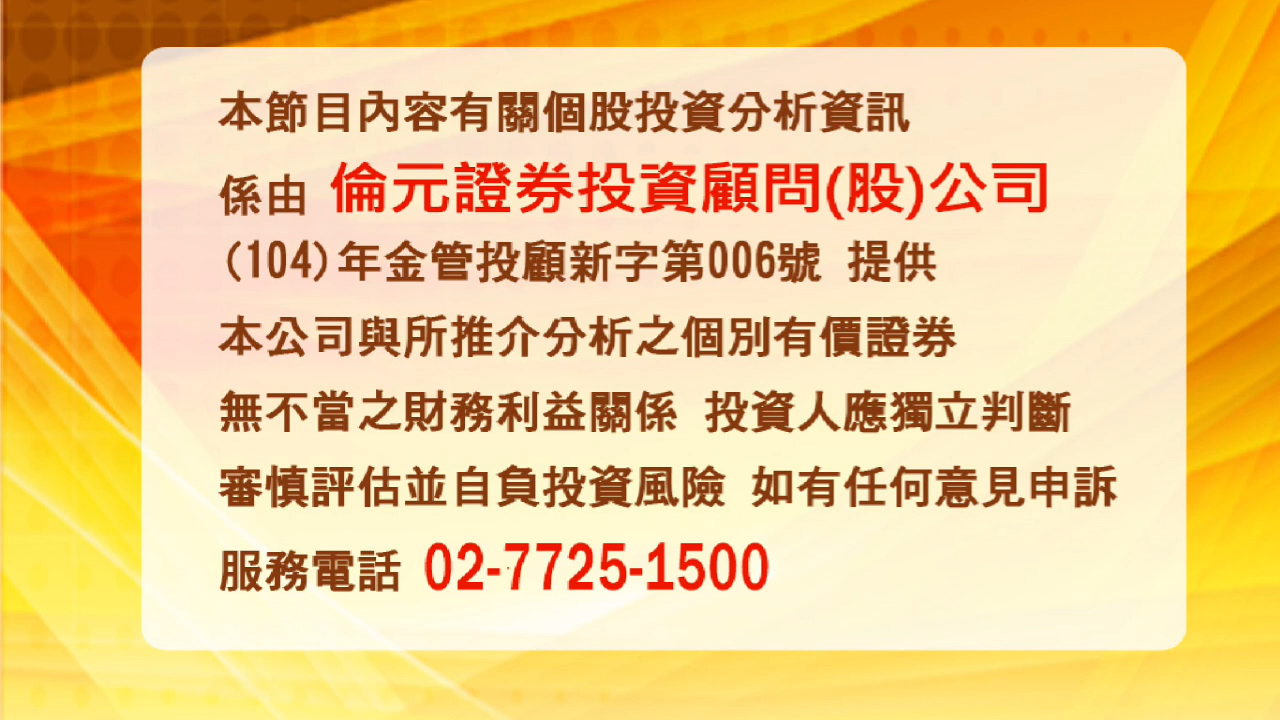 本節目內容有關個股投資分析資訊
係由 倫元證券投資顧問(股)公司
(104)年金管投顧新字第006號 提供
本公司與所推介分析之個別有價證券
無不當之財務利益關係 投資人應獨立判斷
審慎評估並自負投資風險 如有任何意見申訴
服務電話 02-7725-1500